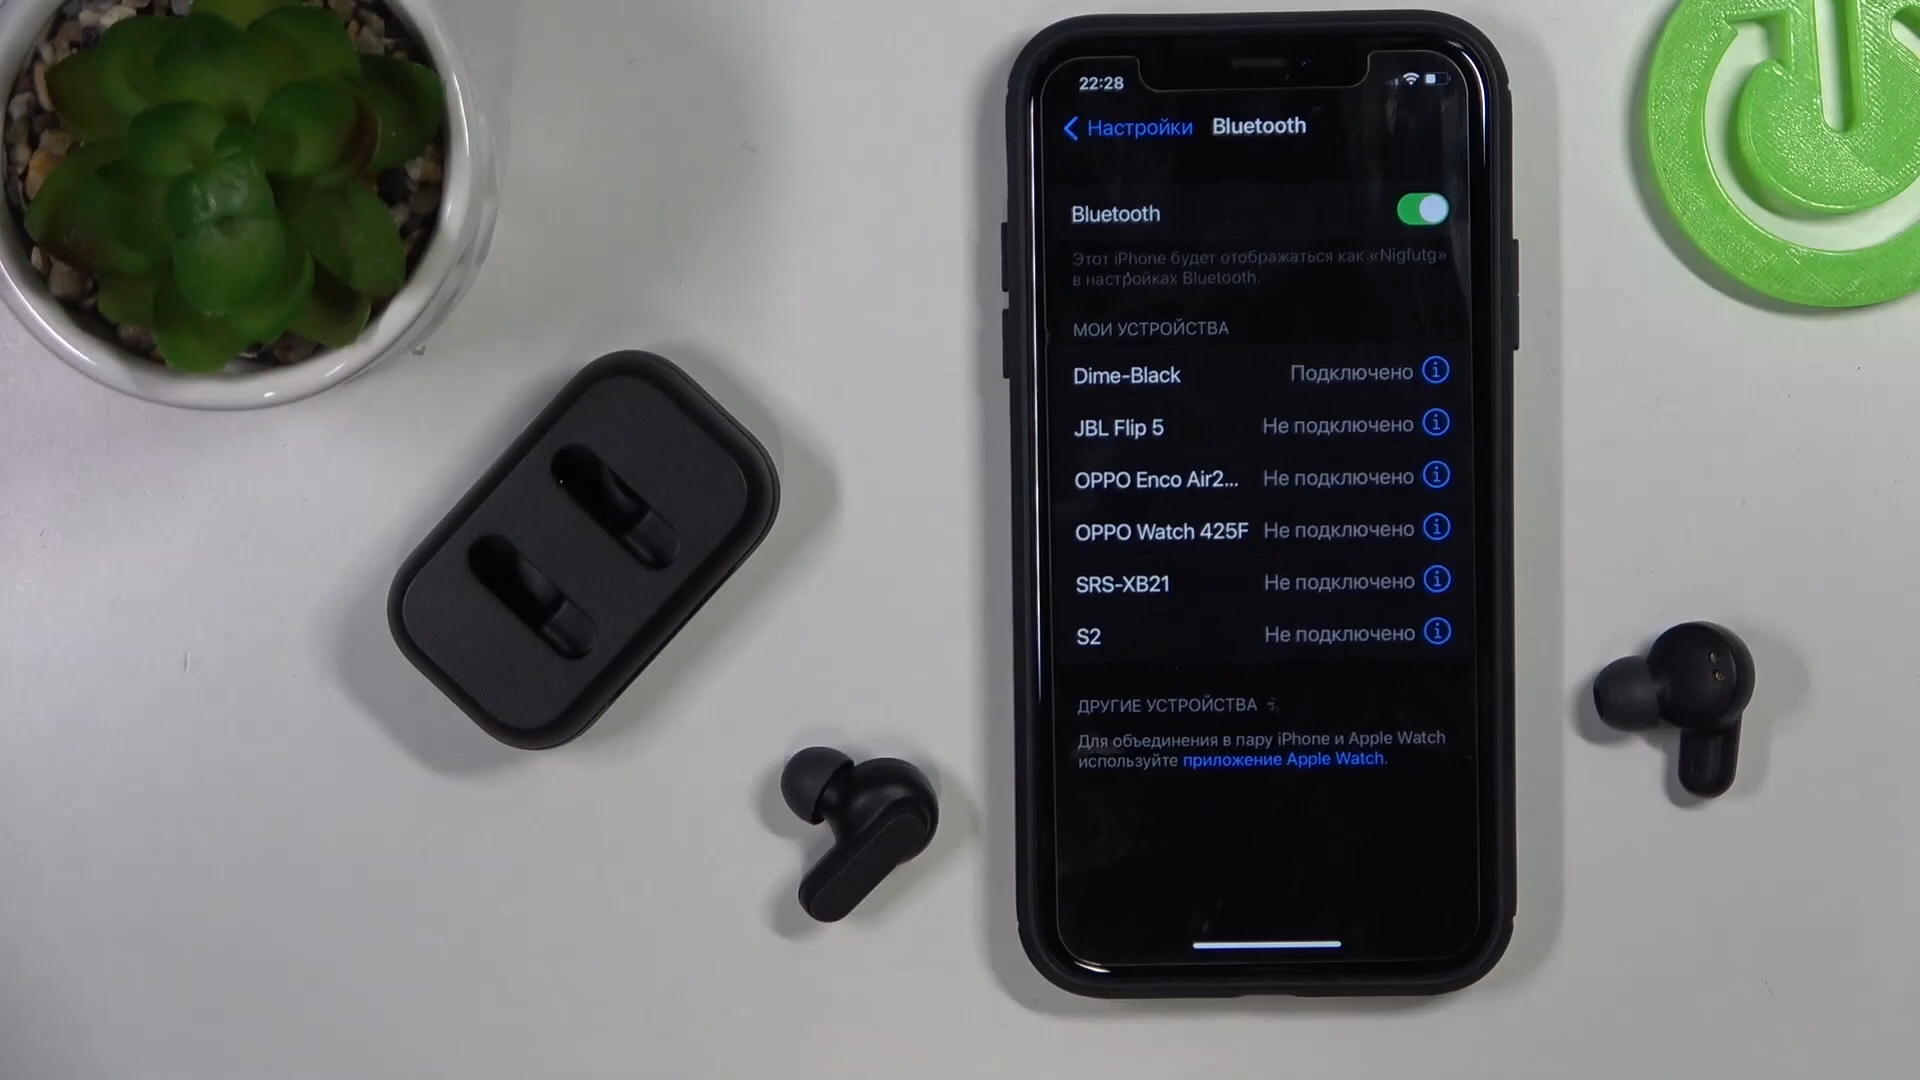 22:28
Настройки Bluetooth
Bluetooth
Этот iPhone будет отображаться как «Nigfutg»
в настройках Bluetooth.
МОИ УСТРОЙСТВА
Dime-Black Подключено
JBL Flip 5 Не подключено
OPPO Enco Air2... Не подключено
OPPO Watch 425F Не подключено
SRS-XB21 Не подключено
S2 Не подключено
ДРУГИЕ УСТРОЙСТВА
Для объединения в пару iPhone и Apple Watch
используйте приложение Apple Watch.